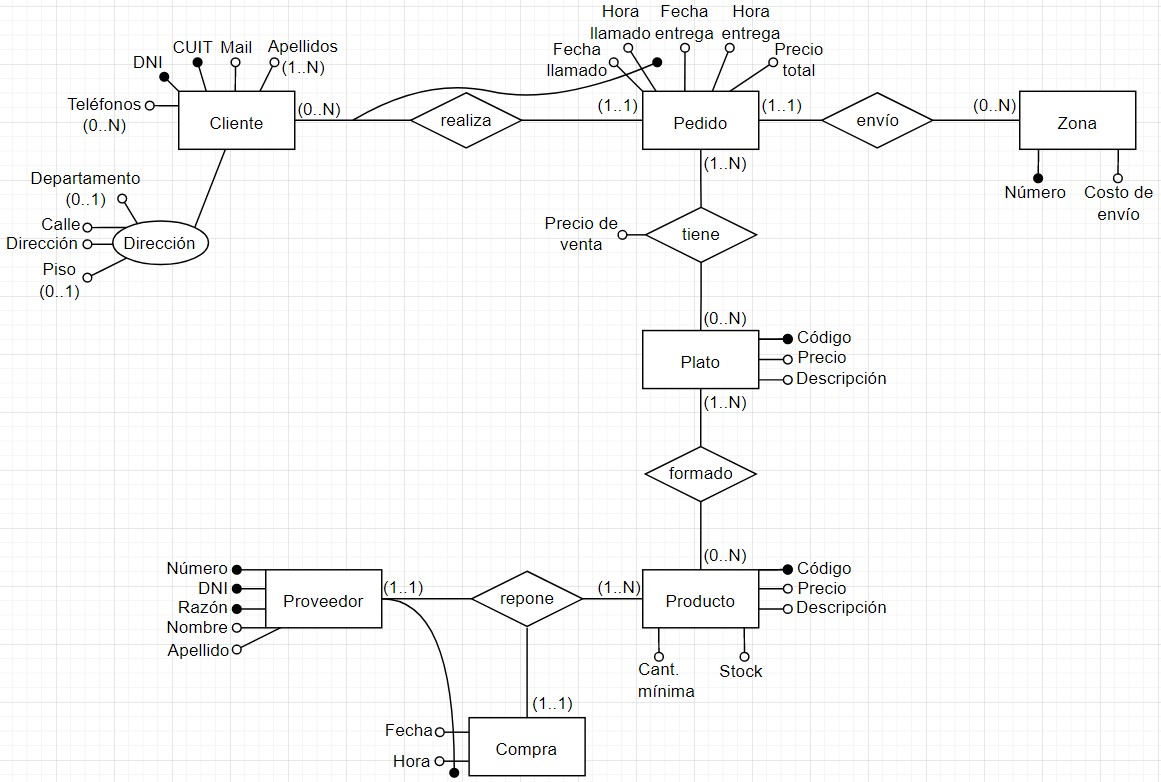 Hora
llamado
Fecha
entrega
Hora
entrega
Fecha
llamado
Precio
total
DNI
CUIT
Mail
Apellidos
(1..N)
Teléfonos
(0..N)
Cliente
(0..N)
realiza
(1..1)
Pedido
(1..1)
envío
(0..N)
Zona
Número
Costo de
envío
Departamento
(0..1)
Calle
Dirección
Piso
(0..1)
Dirección
(1..N)
Precio de
venta
tiene
(0..N)
Plato
Código
Precio
Descripción
(1..N)
formado
(0..N)
Número
DNI
Razón
Nombre
Apellido
Proveedor
(1..1)
repone
(1..N)
Producto
Código
Precio
Descripción
Cant.
mínima
Stock
(1..1)
Fecha
Hora
Compra